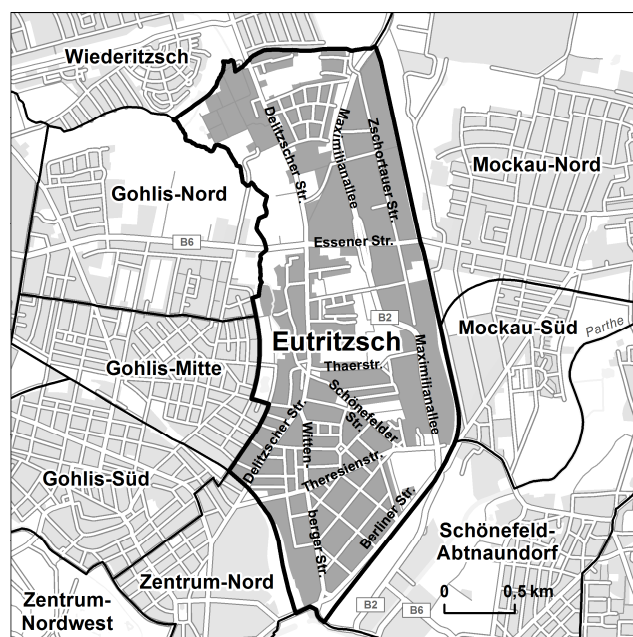 Wiederitzsch
Delitzscher Str.
Maximilianallee
Zschortauer Str.
Mockau-Nord
Gohlis-Nord
B6
Essener Str.
B2
Mockau-Süd
Parthe
Eutritzsch
Gohlis-Mitte
Thaerstr.
Maximilianallee
Schönefelder
Str.
Delitzscher Str.
Witten-
berger Str.
Theresienstr.
Gohlis-Süd
Berliner Str.
Schönefeld-
Abtnaundorf
Zentrum-Nord
Zentrum-
Nordwest
0 0,5 km
B2
B6